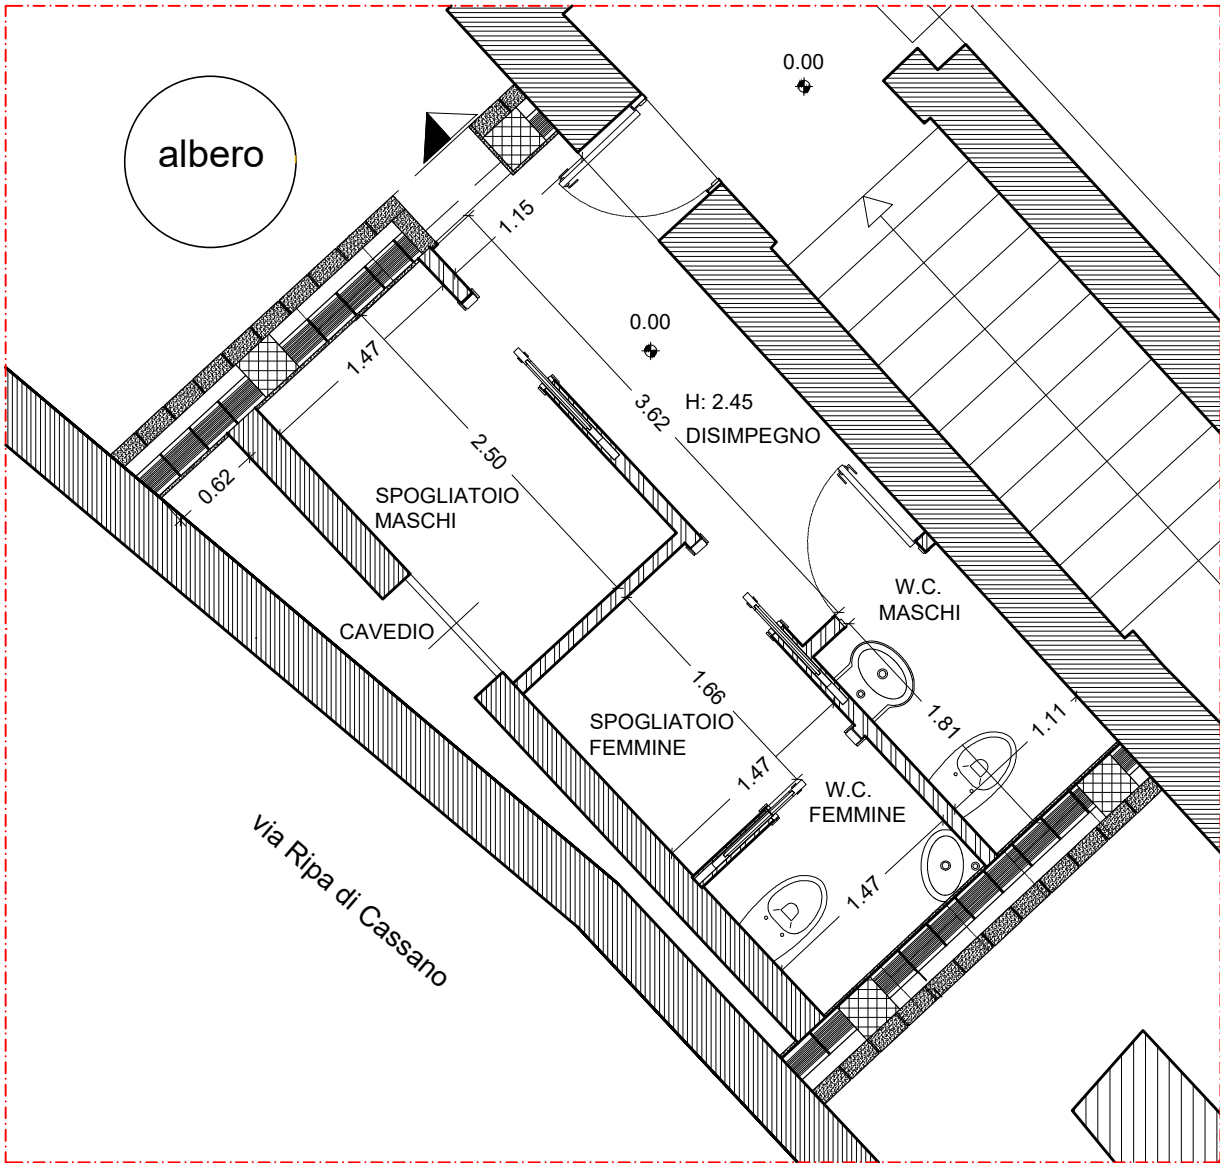 0.00
albero
1.15
0.00
1.47
3.62
H: 2.45
DISIMPEGNO
2.50
0.62
SPOGLIATOIO
MASCHI
W.C.
MASCHI
CAVEDIO
1.66
SPOGLIATOIO
FEMMINE
1.81
1.11
1.47
W.C.
FEMMINE
1.47
via Ripa di Cassano